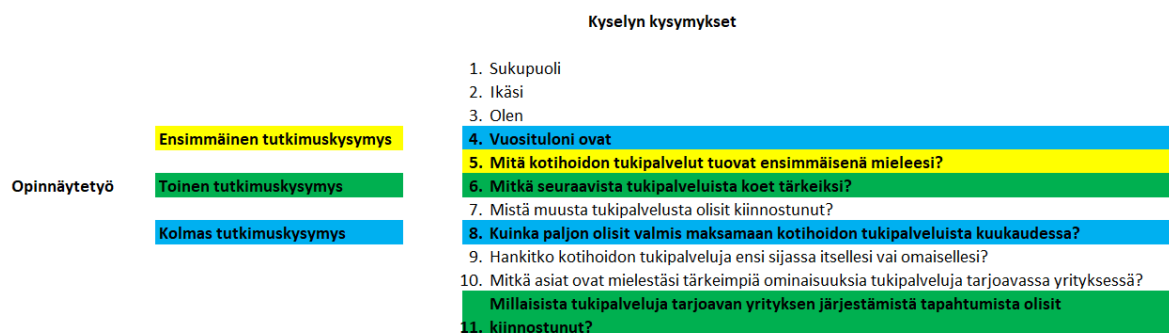 Kyselyn kysymykset
1. Sukupuoli
2. Ikäsi
3. Olen
Ensimmäinen tutkimuskysymys
4. Vuosituloni ovat
5. Mitä kotihoidon tukipalvelut tuovat ensimmäisenä mieleesi?
Opinnäytetyö
Toinen tutkimuskysymys
6. Mitkä seuraavista tukipalveluista koet tärkeiksi?
7. Mistä muusta tukipalvelusta olisit kiinnostunut?
Kolmas tutkimuskysymys
8. Kuinka paljon olisit valmis maksamaan kotihoidon tukipalveluista kuukaudessa?
9. Hankitko kotihoidon tukipalveluja ensi sijassa itsellesi vai omaisellesi?
10. Mitkä asiat ovat mielestäsi tärkeimpiä ominaisuuksia tukipalveluja tarjoavassa yrityksessä?
Millaisista tukipalveluja tarjoavan yrityksen järjestämistä tapahtumista olisit
11. kiinnostunut?